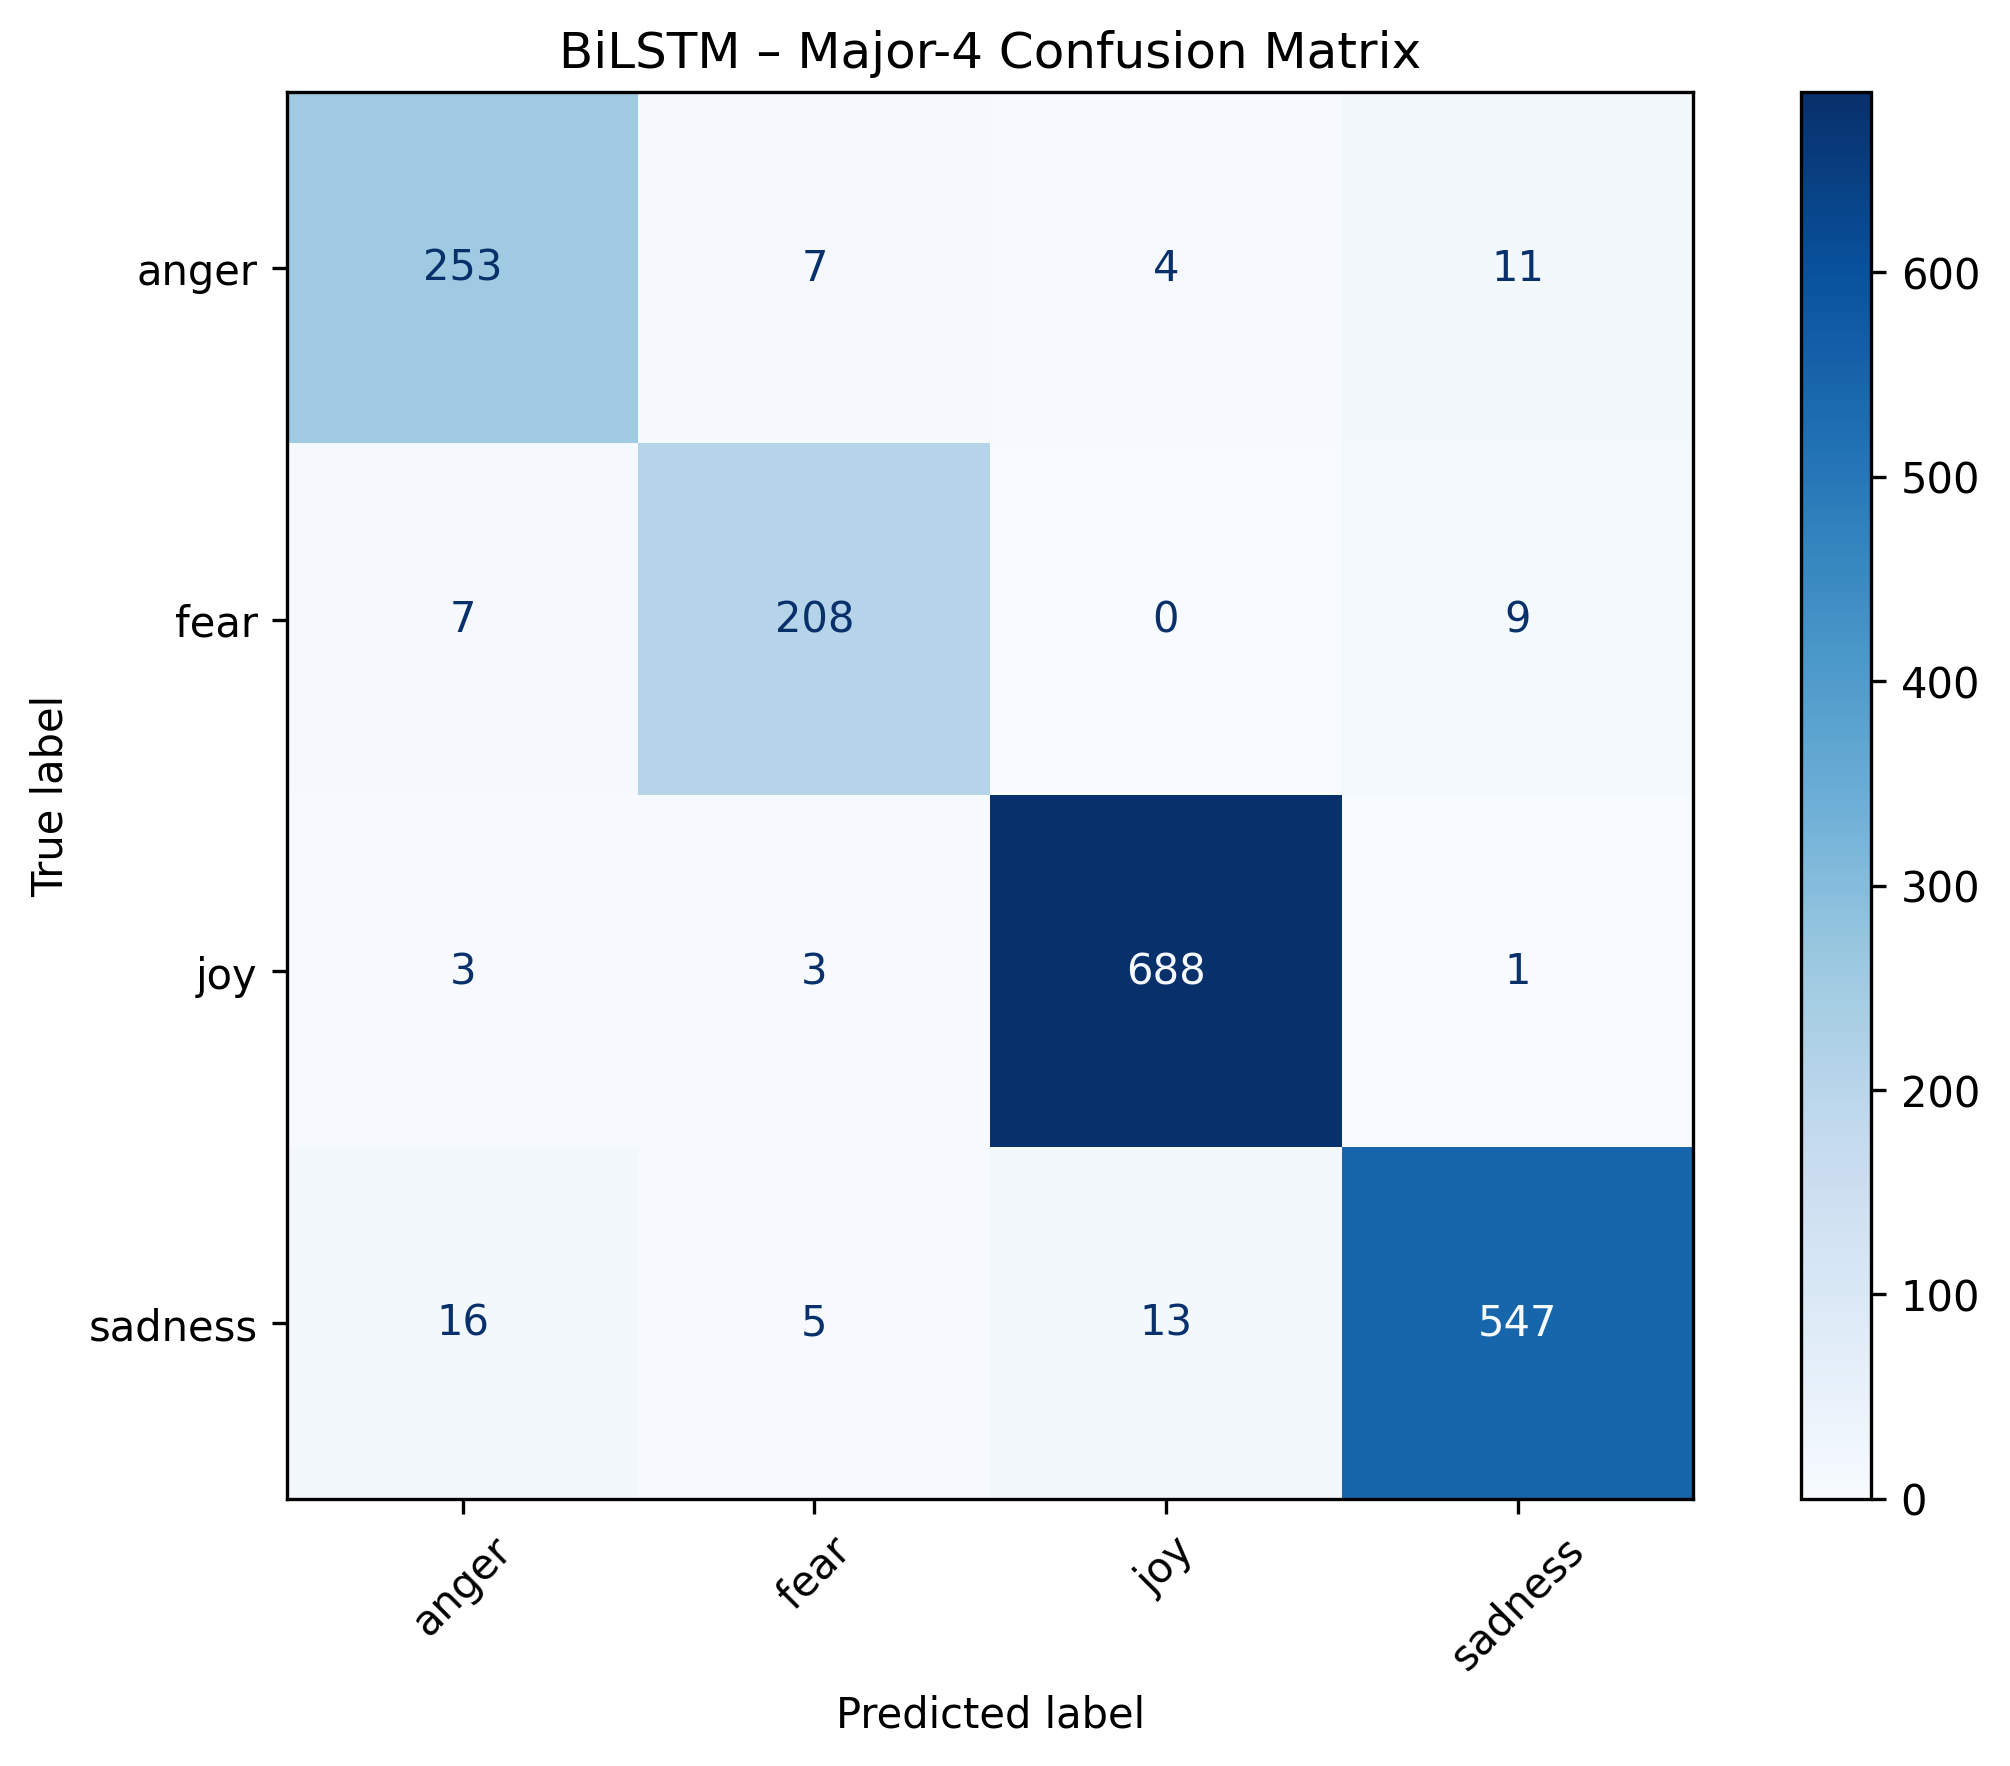 BiLSTM – Major-4 Confusion Matrix
True label
anger
253 7 4 11
fear
7 208 0 9
joy
3 3 688 1
sadness
16 5 13 547
anger fear joy sadness
Predicted label
600
500
400
300
200
100
0